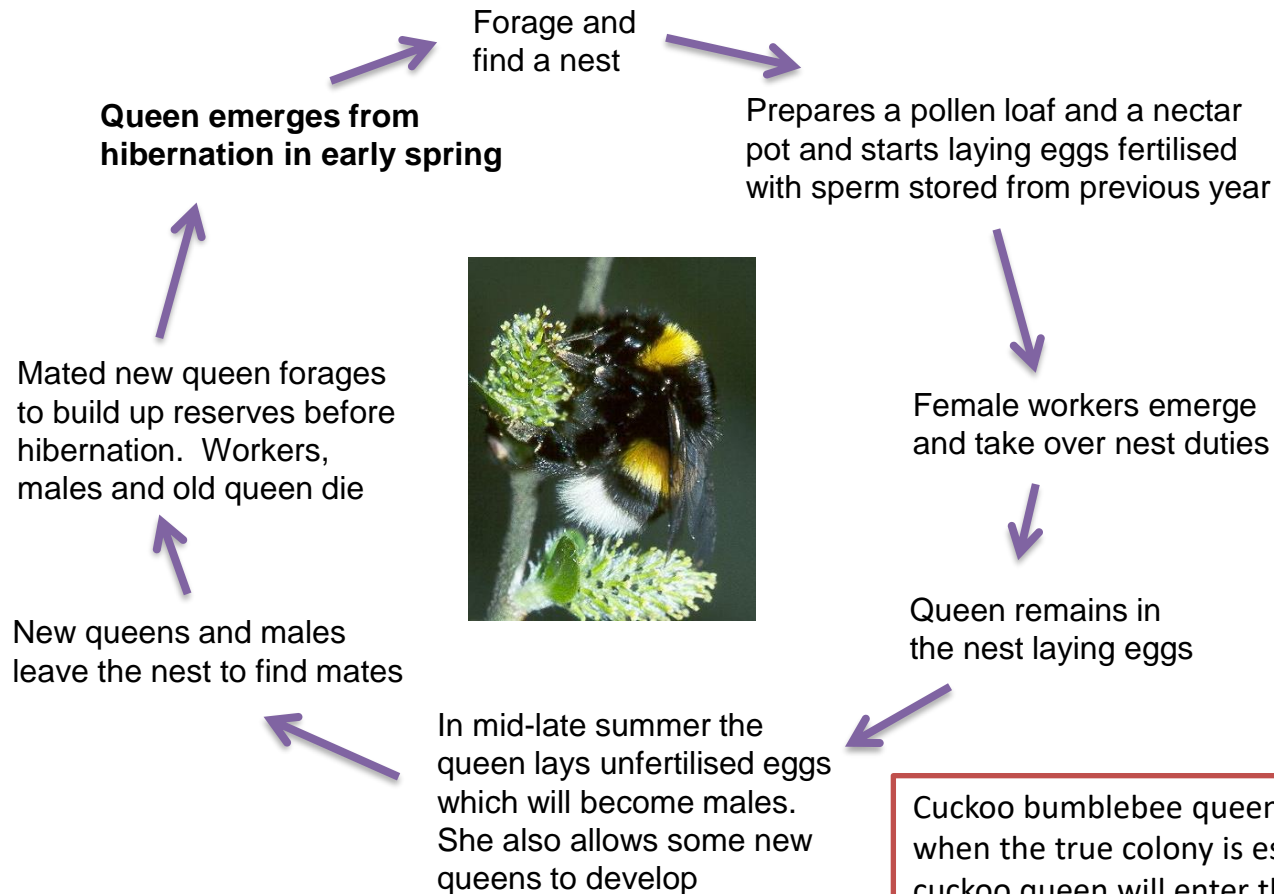 Forage and
find a nest
Prepares a pollen loaf and a nectar
pot and starts laying eggs fertilised
with sperm stored from previous year
Female workers emerge
and take over nest duties
Queen remains in
the nest laying eggs
In mid-late summer the
queen lays unfertilised eggs
which will become males.
She also allows some new
queens to develop
New queens and males
leave the nest to find mates
Mated new queen forages
to build up reserves before
hibernation. Workers,
males and old queen die
Queen emerges from
hibernation in early spring
Cuckoo bumblebee queen
when the true colony is
cuckoo queen will enter